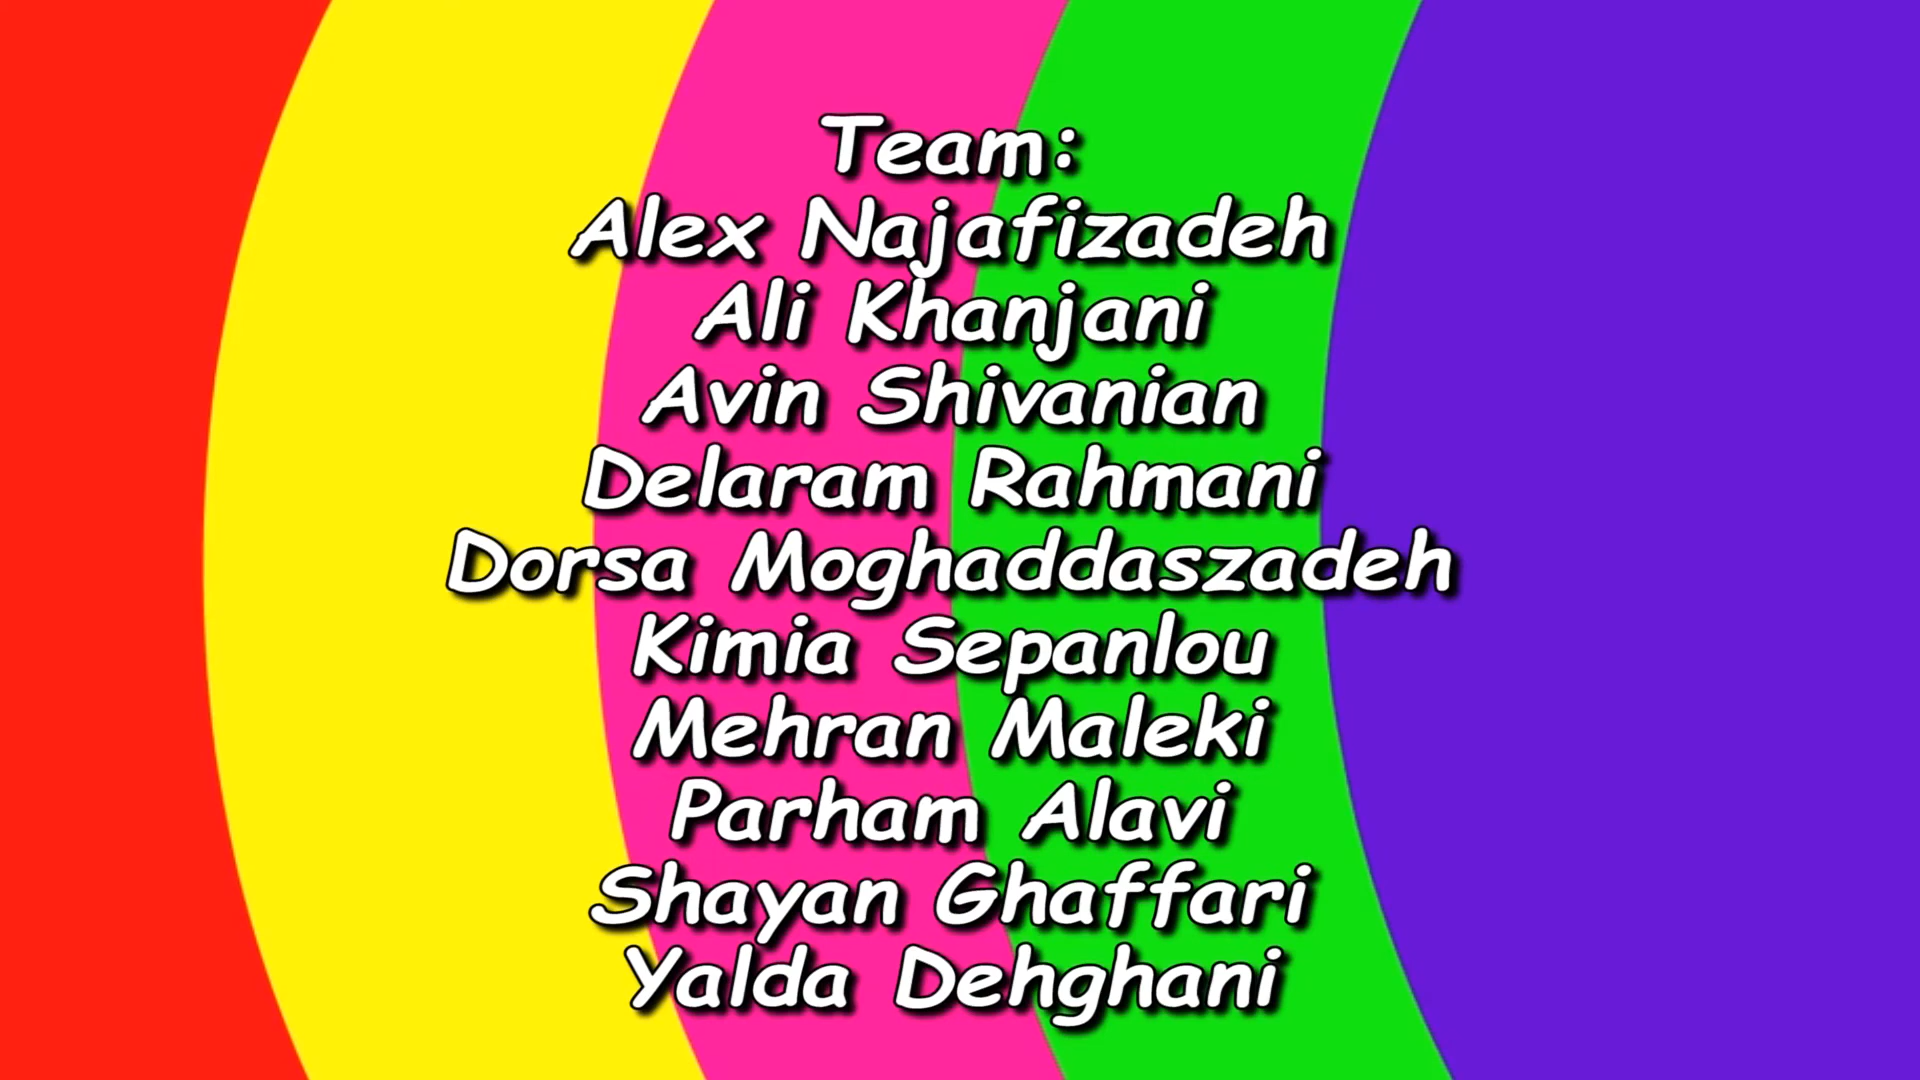 Team:
Alex Najafizadeh
Ali Khanjani
Avin Shivanian
Delaram Rahmani
Dorsa Moghaddaszadeh
Kimia Sepanlou
Mehran Maleki
Parham Alavi
Shayan Ghaffari
Yalda Dehghani